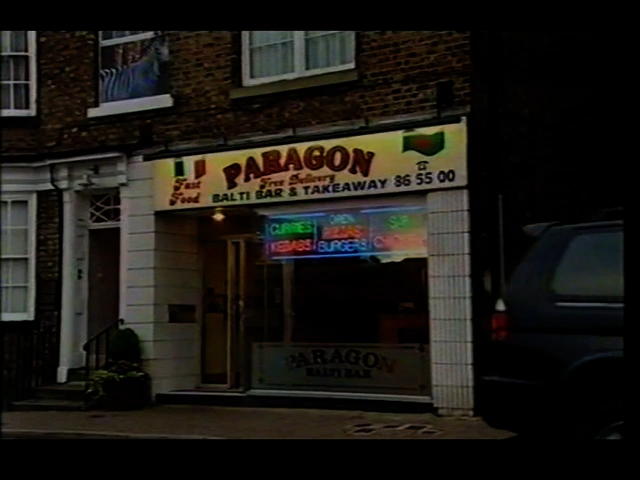 PARAGON
Fast Food
Free Delivery
BALTI BAR & TAKEAWAY 86 55 00
CURRIES OPEN
KEBABS PIZZAS BURGERS
PARAGON
BALTI BAR